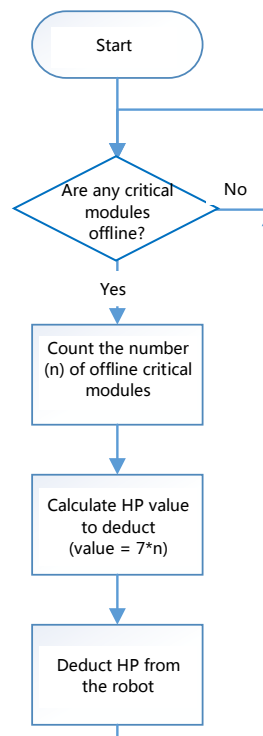 Start
Are any critical
modules
offline?
No
Yes
Count the number
(n) of offline critical
modules
Calculate HP value
to deduct
(value = 7*n)
Deduct HP from
the robot